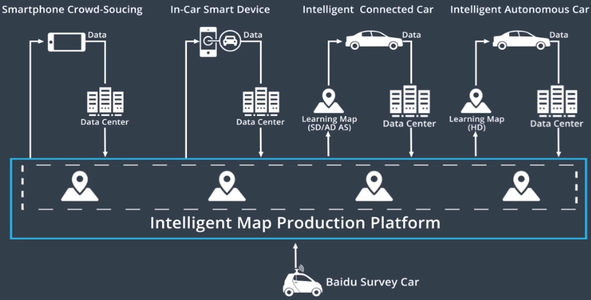 Smartphone Crowd-Soucing
In-Car Smart Device
Intelligent Connected Car
Intelligent Autonomous Car
Data
Data
Data
Data
Data Center
Data Center
Learning Map
(SD/AD AS)
Data Center
Learning Map
(HD)
Data Center
Intelligent Map Production Platform
Baidu Survey Car